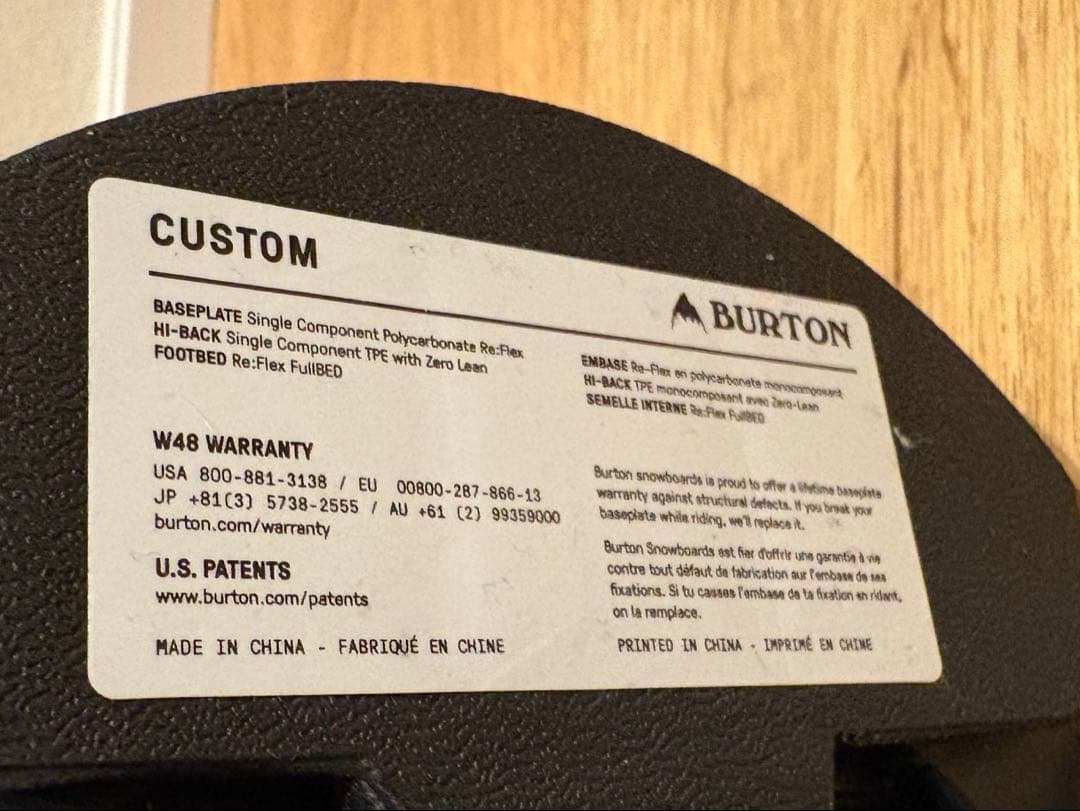 CUSTOM
BURTON
BASEPLATE Single Component Polycarbonate Re:Flex
HI-BACK Single Component TPE with Zero Lean
FOOTBED Re:Flex FullBED
EMBASE Re-Flex en polycarbonate monocomposant
HI-BACK TPE monocomposant avec Zero-Lean
SEMELLE INTERNE Re:Flex FullBED
W48 WARRANTY
USA 800-881-3138 / EU 00800-287-866-13
JP +81(3) 5738-2555 / AU +61 (2) 99359000
burton.com/warranty
U.S. PATENTS
www.burton.com/patents
MADE IN CHINA - FABRIQUÉ EN CHINE
Burton snowboards is proud to offer a lifetime baseplate
warranty against structural defects. If you break your
baseplate while riding, we'll replace it.
Burton Snowboards est fier d'offrir une garantie à vie
contre tout défaut de fabrication sur l'embase de ses
fixations. Si tu casses l'embase de ta fixation en ridant,
on la remplace.
PRINTED IN CHINA - IMPRIMÉ EN CHINE